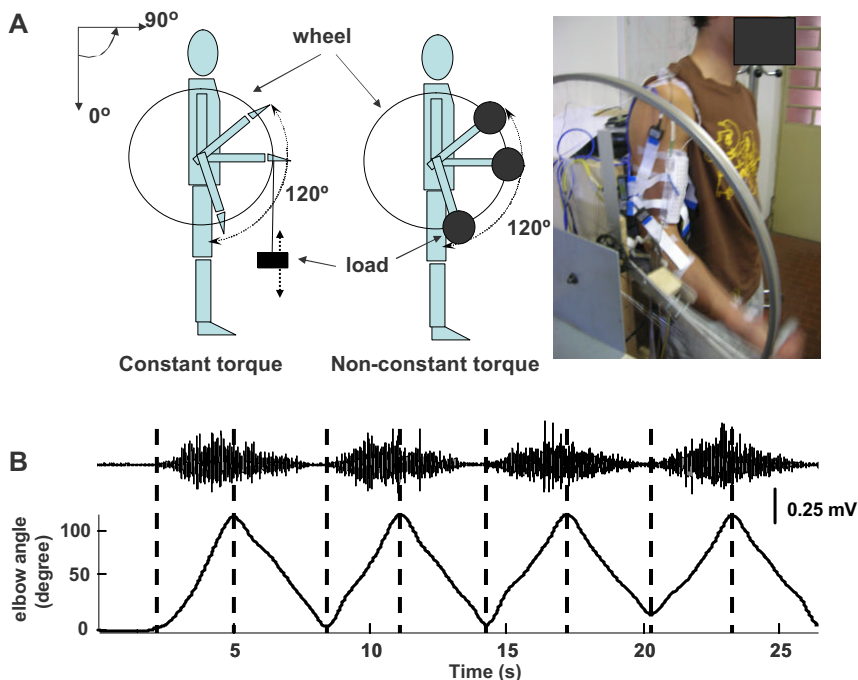 A
90º
0º
wheel
120º
120º
load
Constant torque
Non-constant torque
B
0.25 mV
elbow angle
(degree)
100
50
0
5
10
15
20
25
Time (s)